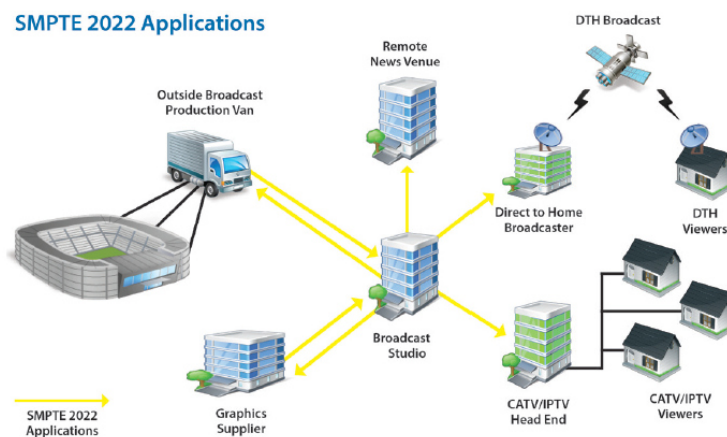 SMPTE 2022 Applications
DTH Broadcast
Remote
News Venue
Outside Broadcast
Production Van
Direct to Home
Broadcaster
DTH
Viewers
Broadcast
Studio
SMPTE 2022
Applications
Graphics
Supplier
CATV/IPTV
Head End
CATV/IPTV
Viewers